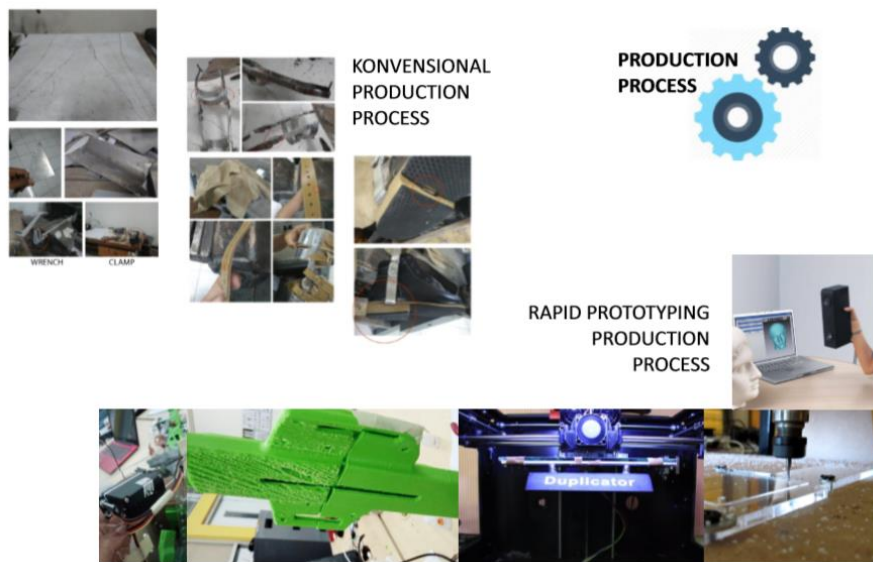 KONVENSIONAL
PRODUCTION
PROCESS
PRODUCTION
PROCESS
WRENCH
CLAMP
RAPID PROTOTYPING
PRODUCTION
PROCESS
Duplicator